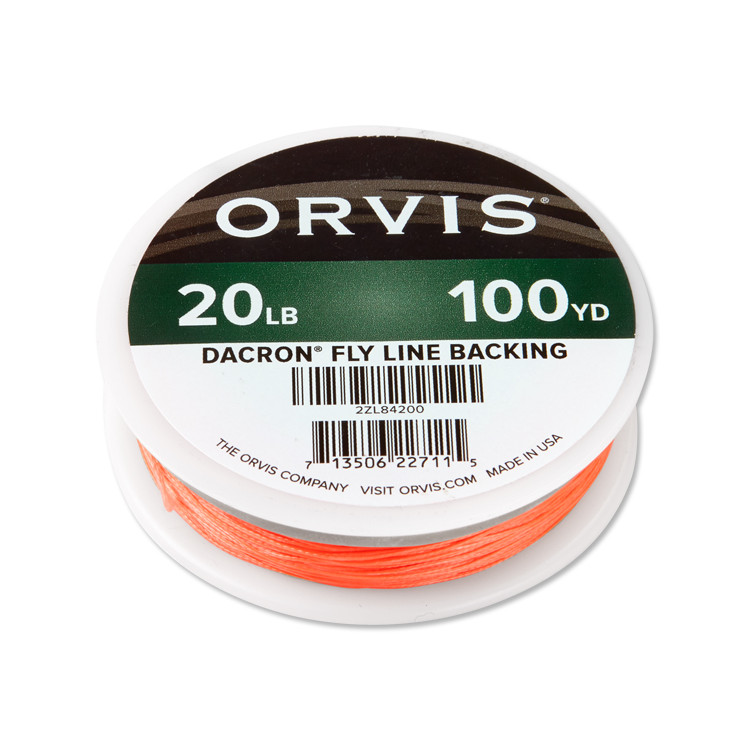 ORVIS®
20LB 100YD
DACRON® FLY LINE BACKING
2ZL84200
7 13506 22711 5
THE ORVIS COMPANY VISIT ORVIS.COM MADE IN USA